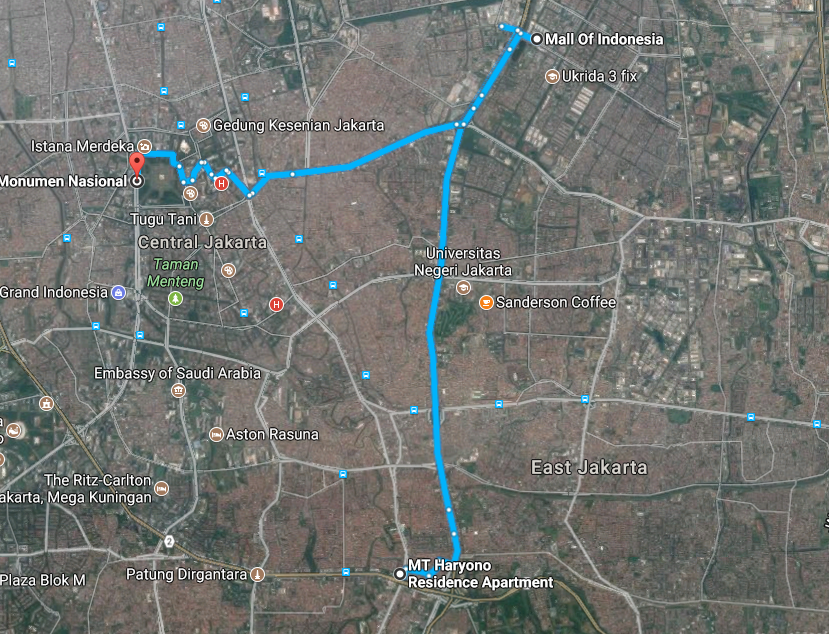 Mall Of Indonesia
Ukrida 3 fix
Gedung Kesenian Jakarta
Istana Merdeka
Monumen Nasional
Tugu Tani
Central Jakarta
Taman
Menteng
Universitas
Negeri Jakarta
Grand Indonesia
Sanderson Coffee
Embassy of Saudi Arabia
Aston Rasuna
East Jakarta
The Ritz-Carlton
akarta, Mega Kuningan
2
MT Haryono
Residence Apartment
Patung Dirgantara
Plaza Blok M
H
H